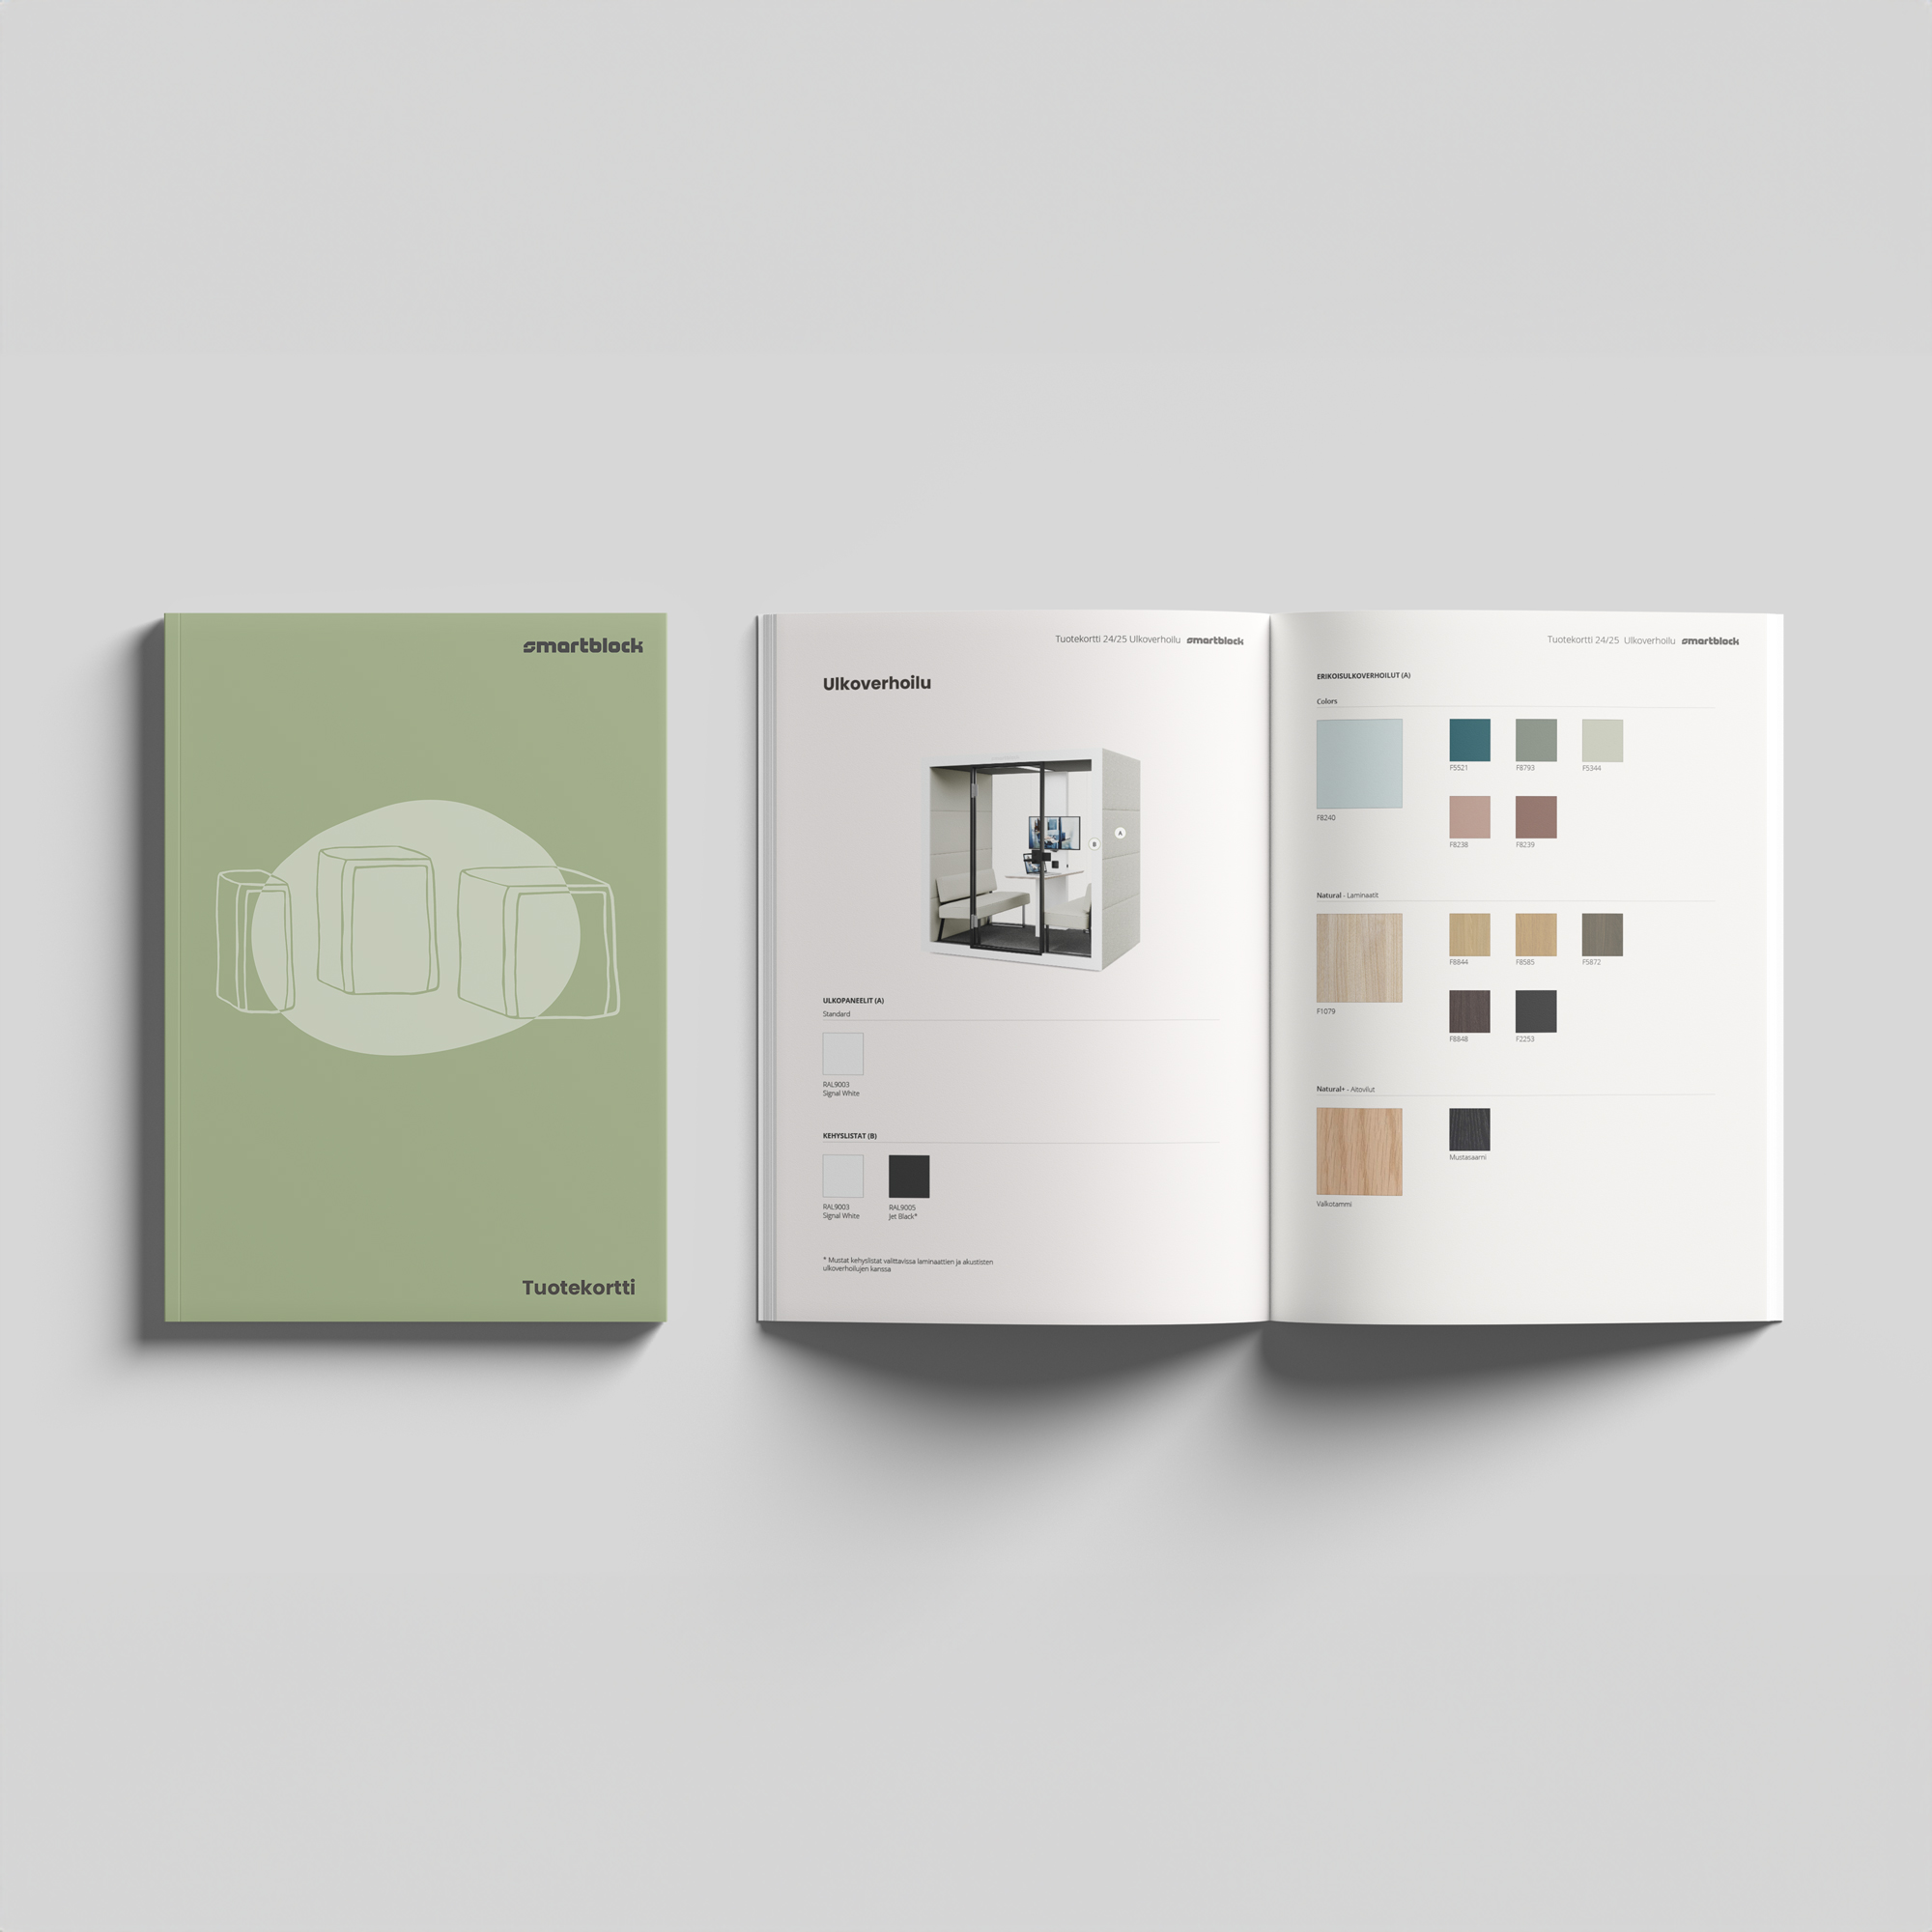 smartblock
Tuotekortti
Tuotekortti 24/25 Ulkoverhoilu smartblock
Ulkoverhoilu
A
B
ULKOPANEELIT (A)
Standard
RAL9003
Signal White
KEHYSLISTAT (B)
RAL9003
Signal White
RAL9005
Jet Black*
* Mustat kehyslistat valittavissa laminaattien ja akustisten
ulkoverhoilujen kanssa
Tuotekortti 24/25 Ulkoverhoilu smartblock
ERIKOISULKOVERHOILUT (A)
Colors
F8240
F5521
F8793
F5344
F8238
F8239
Natural - Laminaatit
F1079
F8844
F8585
F5872
F8848
F2253
Natural+ - Aitoviilut
Valkotammi
Mustasaarni